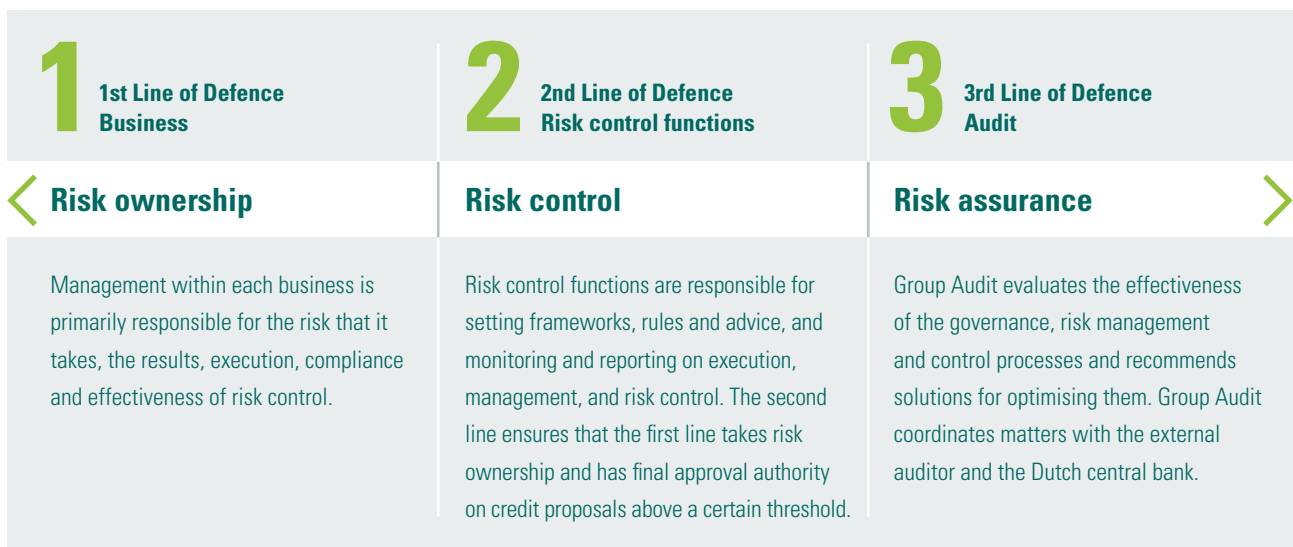 1
1st Line of Defence
Business
Risk ownership
Management within each business is
primarily responsible for the risk that it
takes, the results, execution, compliance
and effectiveness of risk control.
2
2nd Line of Defence
Risk control functions
Risk control
Risk control functions are responsible for
setting frameworks, rules and advice, and
monitoring and reporting on execution,
management, and risk control. The second
line ensures that the first line takes risk
ownership and has final approval authority
on credit proposals above a certain threshold.
3
3rd Line of Defence
Audit
Risk assurance
Group Audit evaluates the effectiveness
of the governance, risk management
and control processes and recommends
solutions for optimising them. Group Audit
coordinates matters with the external
auditor and the Dutch central bank.